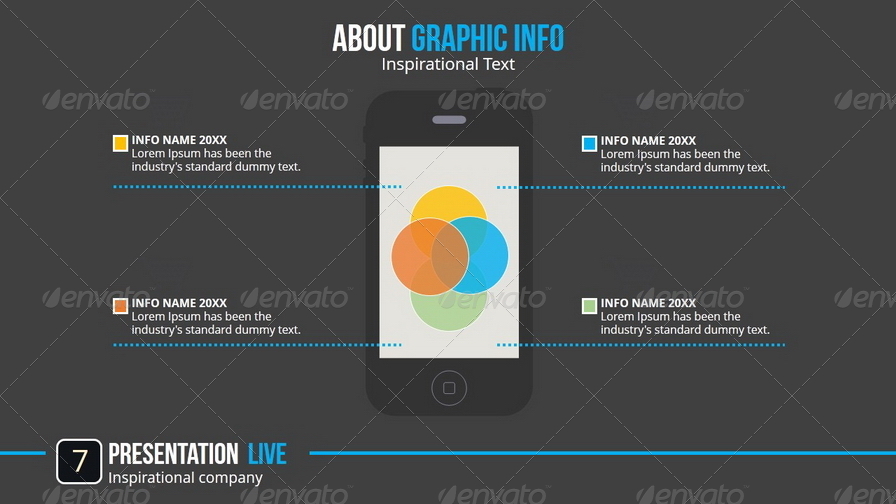 ABOUT GRAPHIC INFO
Inspirational Text
INFO NAME 20XX
Lorem Ipsum has been the
industry's standard dummy text.
INFO NAME 20XX
Lorem Ipsum has been the
industry's standard dummy text.
INFO NAME 20XX
Lorem Ipsum has been the
industry's standard dummy text.
INFO NAME 20XX
Lorem Ipsum has been the
industry's standard dummy text.
7
PRESENTATION LIVE
Inspirational company
envato envato envato envato envato
envato envato envato envato envato
envato envato envato envato envato